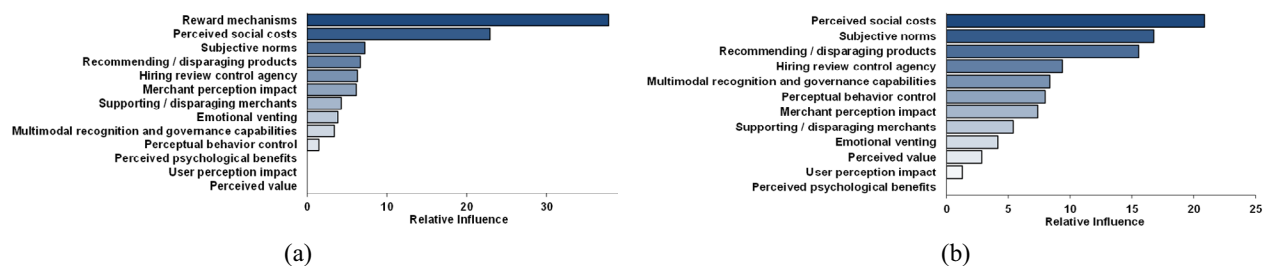 Reward mechanisms
Perceived social costs
Subjective norms
Recommending / disparaging products
Hiring review control agency
Merchant perception impact
Supporting / disparaging merchants
Emotional venting
Multimodal recognition and governance capabilities
Perceptual behavior control
Perceived psychological benefits
User perception impact
Perceived value
0 10 20 30
Relative Influence
(a)
Perceived social costs
Subjective norms
Recommending / disparaging products
Hiring review control agency
Multimodal recognition and governance capabilities
Perceptual behavior control
Merchant perception impact
Supporting / disparaging merchants
Emotional venting
Perceived value
User perception impact
Perceived psychological benefits
0 5 10 15 20 25
Relative Influence
(b)